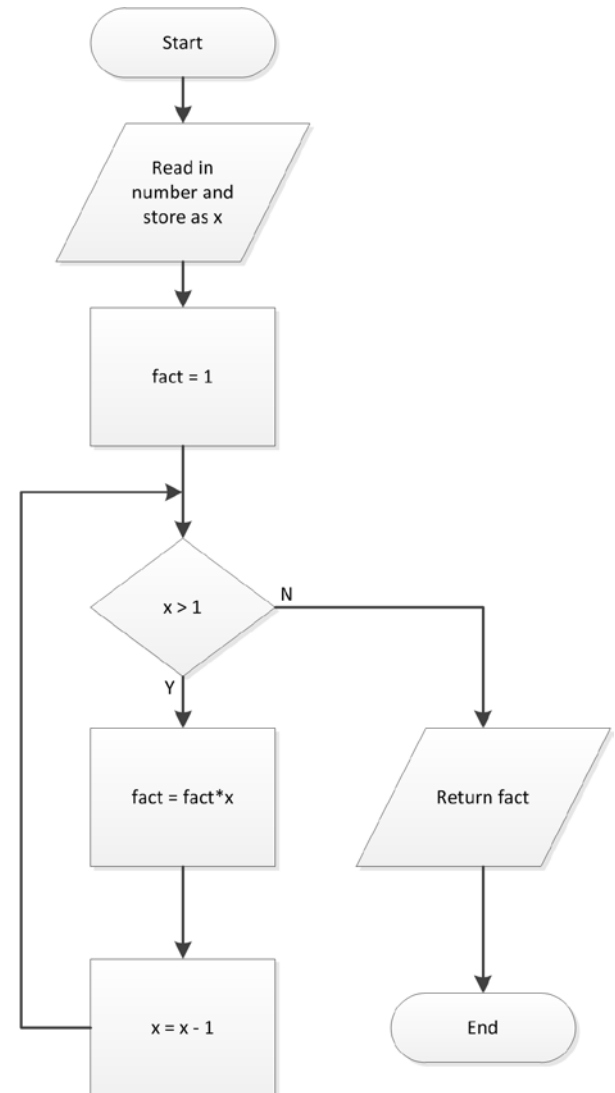 Start
Read in
number and
store as x
fact = 1
x > 1
N
Y
fact = fact*x
Return fact
x = x - 1
End